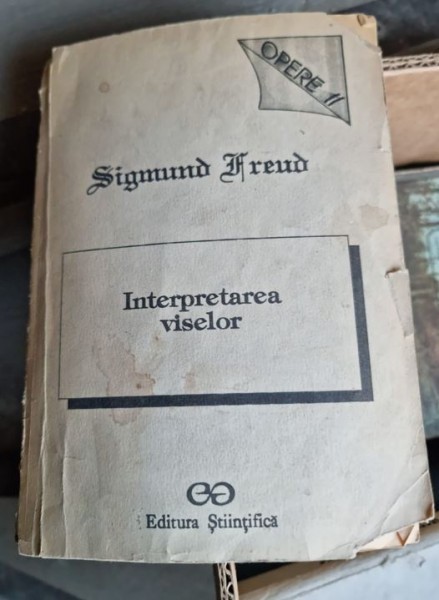 OPERE II
Sigmund Freud
Interpretarea
viselor
Editura Științifică